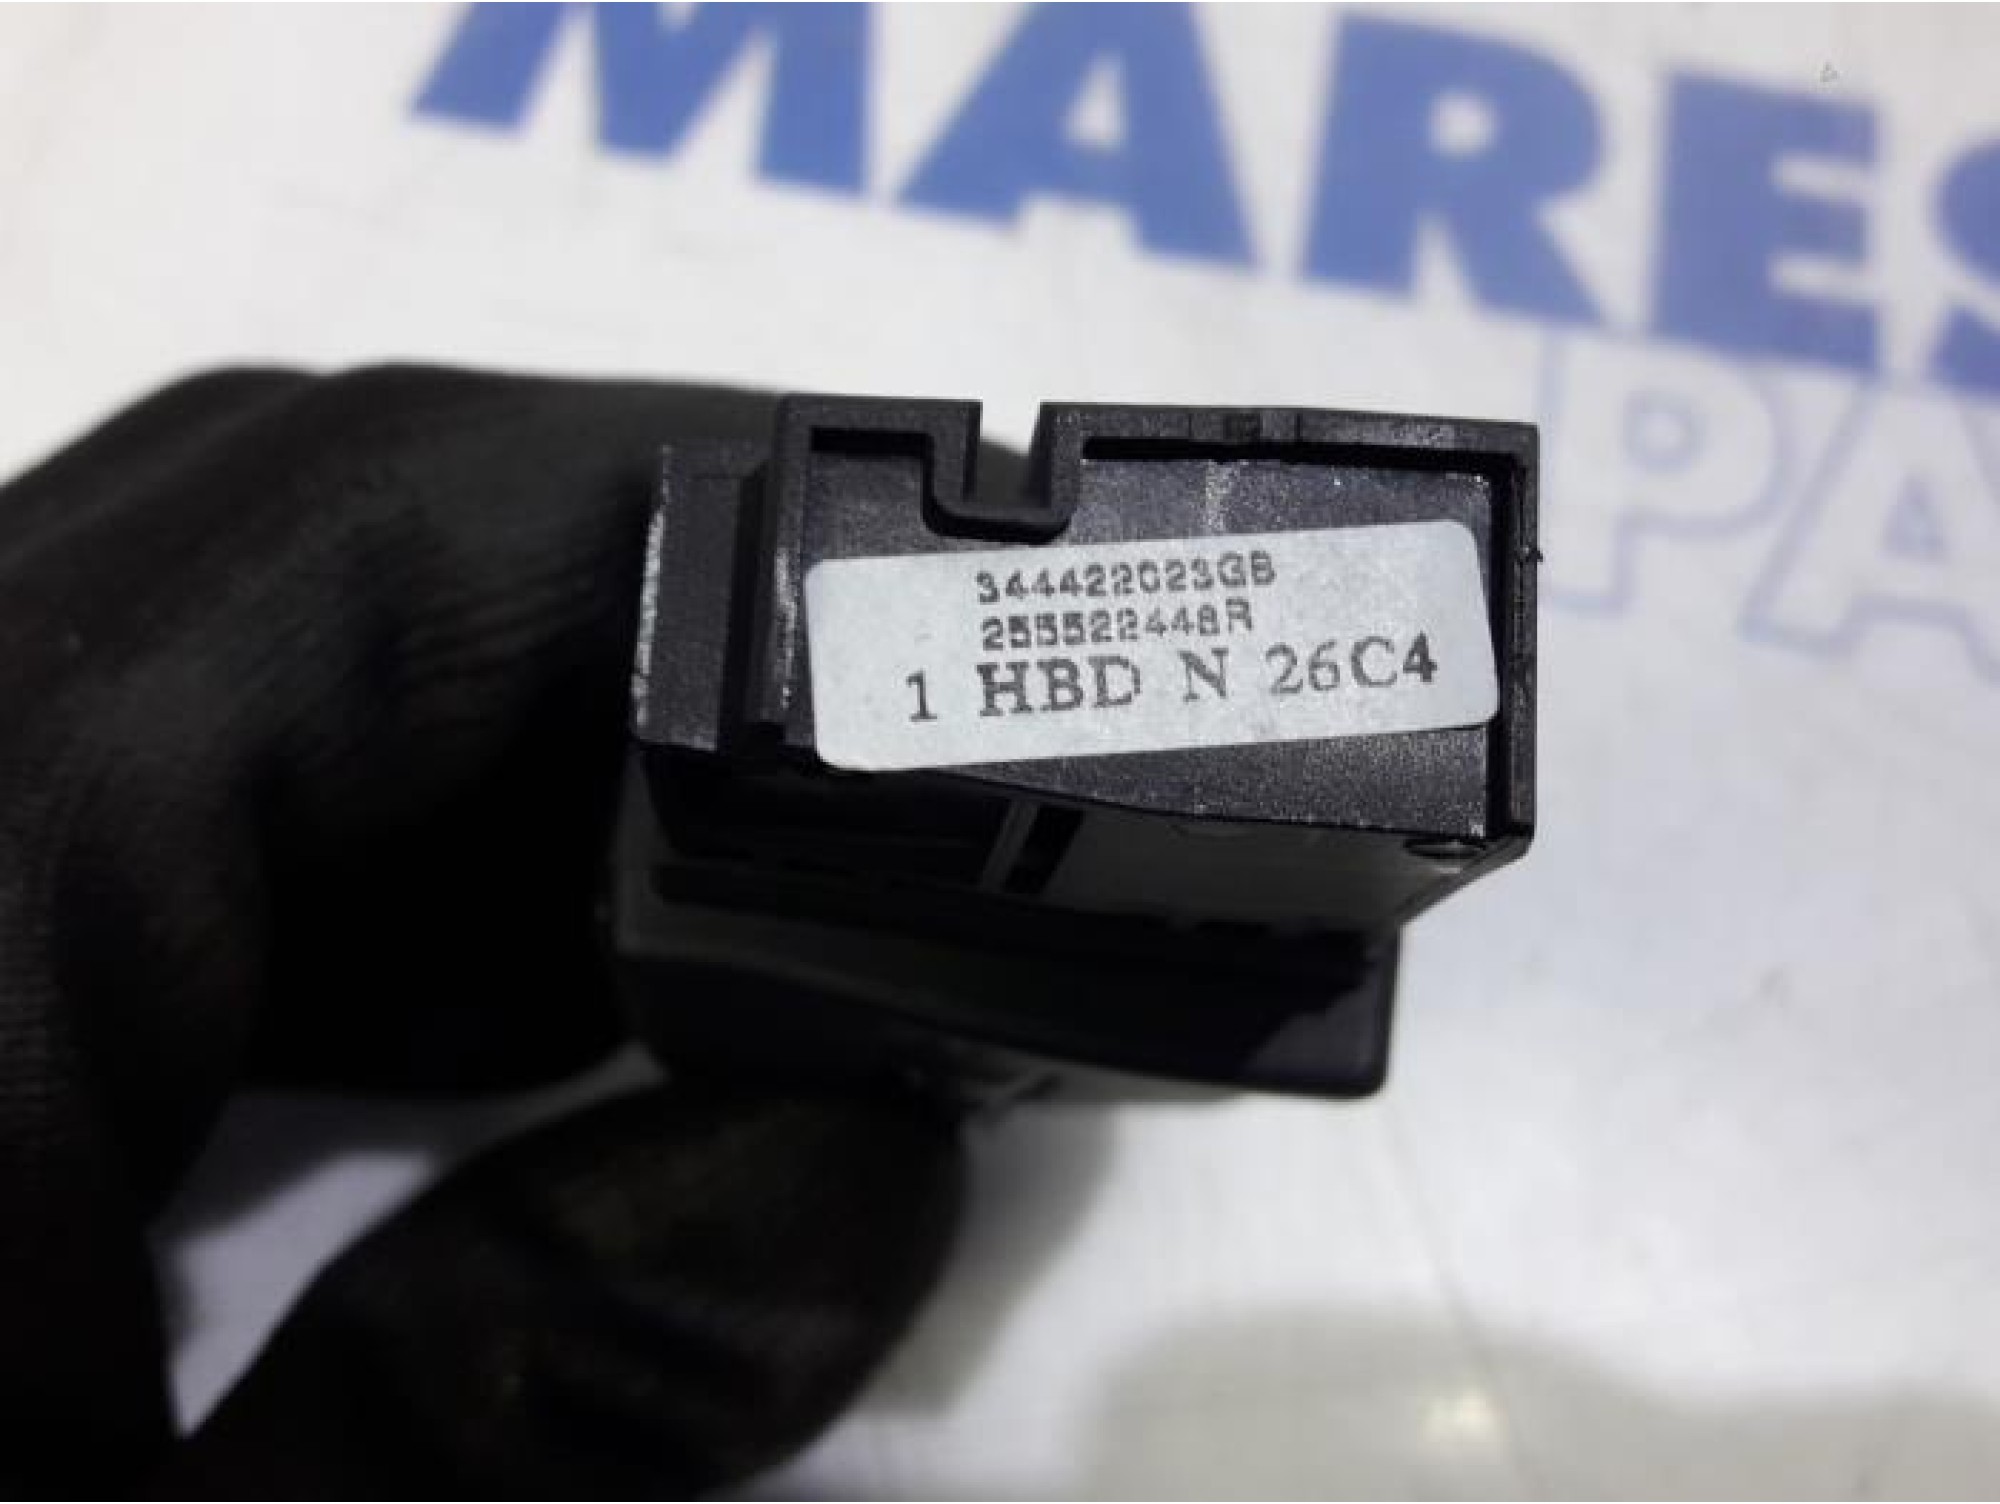 MARES
PA
344422023GB
255522448R
1 HBD N 26C4